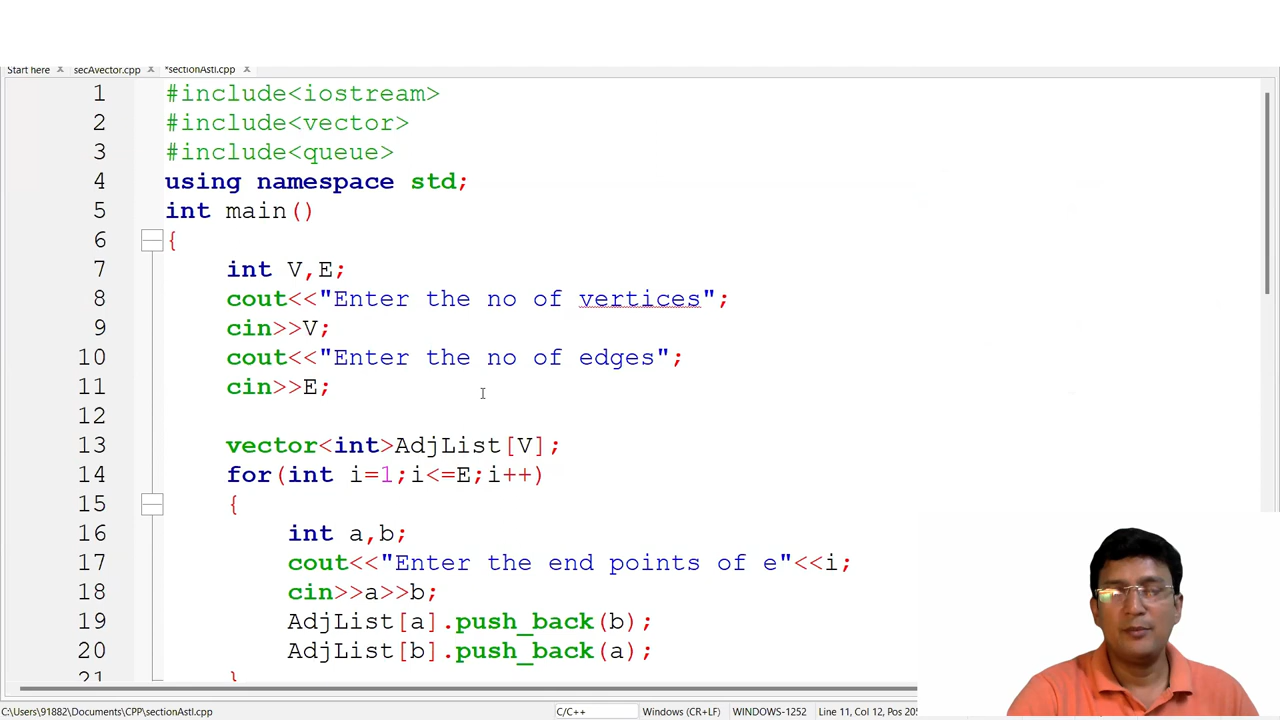 Start here secAvector.cpp *sectionAstl.cpp
1 #include<iostream>
2 #include<vector>
3 #include<queue>
4 using namespace std;
5 int main()
6 {
7 int V,E;
8 cout<<"Enter the no of vertices";
9 cin>>V;
10 cout<<"Enter the no of edges";
11 cin>>E;
12
13 vector<int>AdjList[V];
14 for(int i=1;i<=E;i++)
15 {
16 int a,b;
17 cout<<"Enter the end points of e"<<i;
18 cin>>a>>b;
19 AdjList[a].push_back(b);
20 AdjList[b].push_back(a);
21 }
C:\Users\91882\Documents\CPP\sectionAstl.cpp C/C++ Windows (CR+LF) WINDOWS-1252 Line 11, Col 12, Pos 205